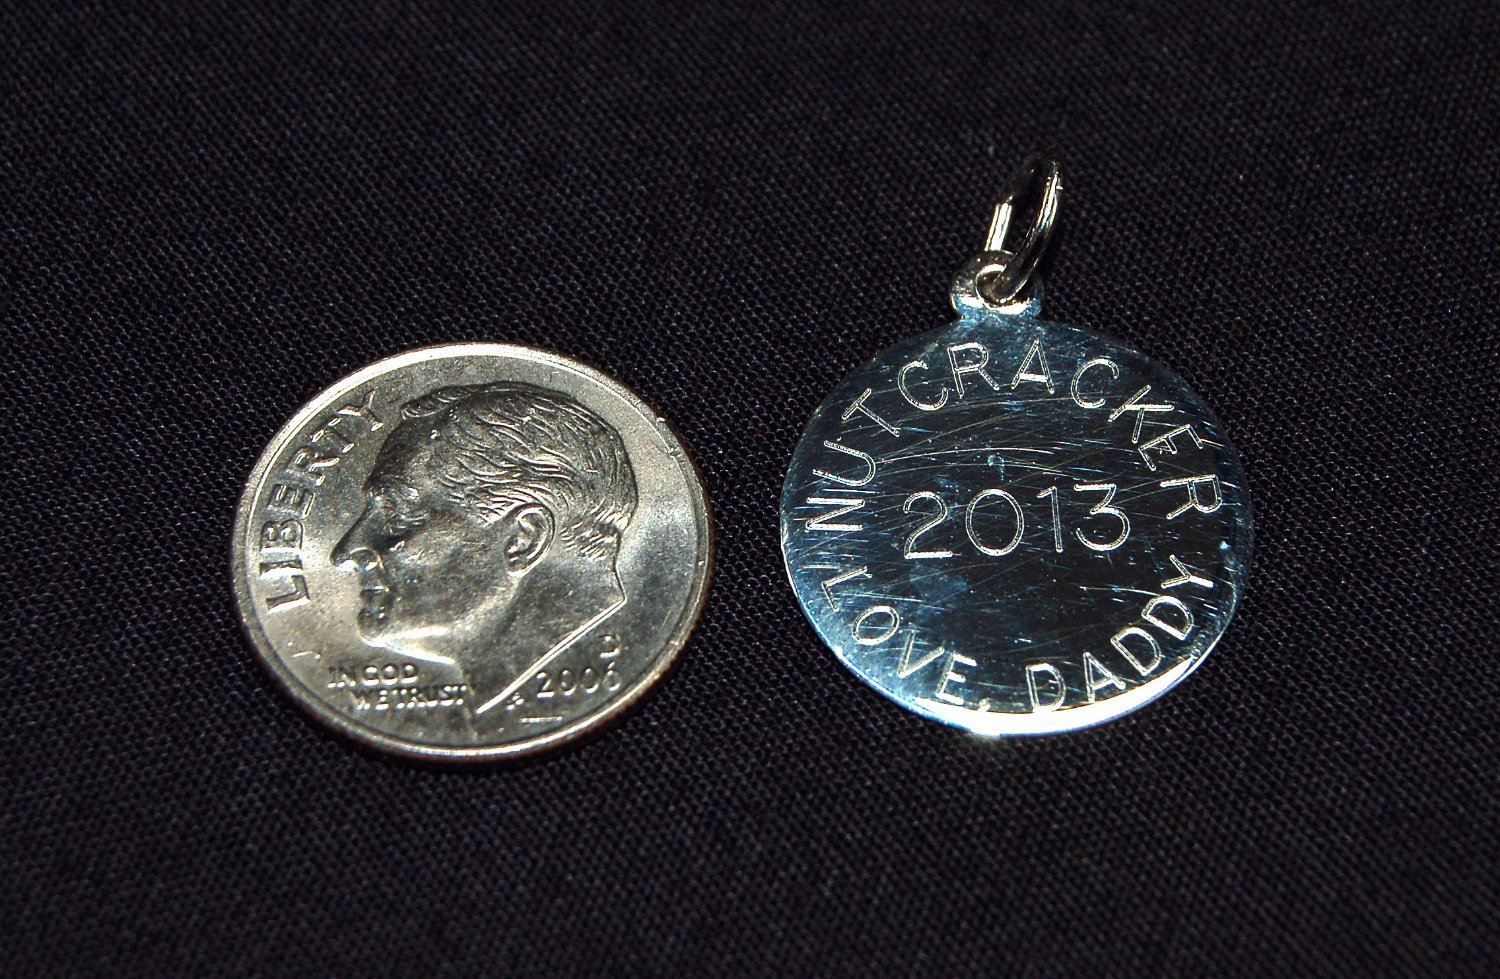 LIBERTY
IN GOD
WE TRUST
D
2006
NUTCRACKER
2013
LOVE, DADDY